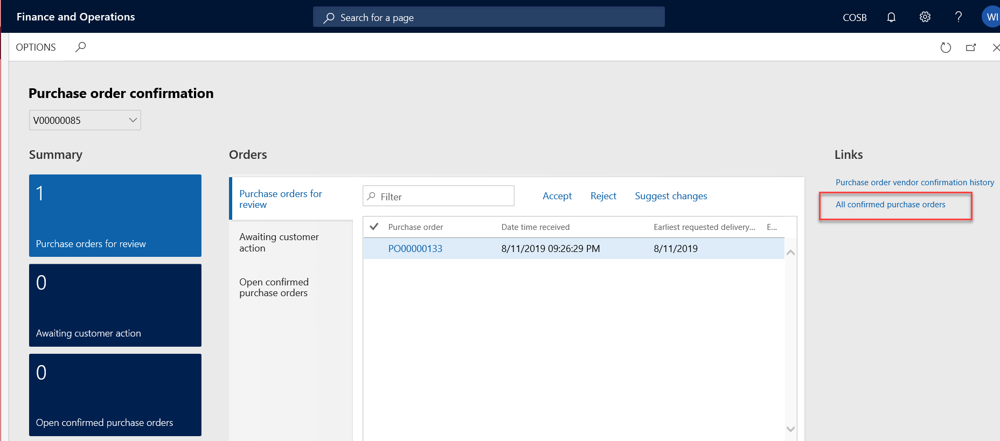 Finance and Operations
Search for a page
COSB
?
WI
OPTIONS
Purchase order confirmation
V00000085
Summary
1
Purchase orders for review
0
Awaiting customer action
0
Open confirmed purchase orders
Orders
Purchase orders for
review
Awaiting customer
action
Open confirmed
purchase orders
Filter
Accept
Reject
Suggest changes
Purchase order
Date time received
Earliest requested delivery...
E...
PO00000133
8/11/2019 09:26:29 PM
8/11/2019
Links
Purchase order vendor confirmation history
All confirmed purchase orders